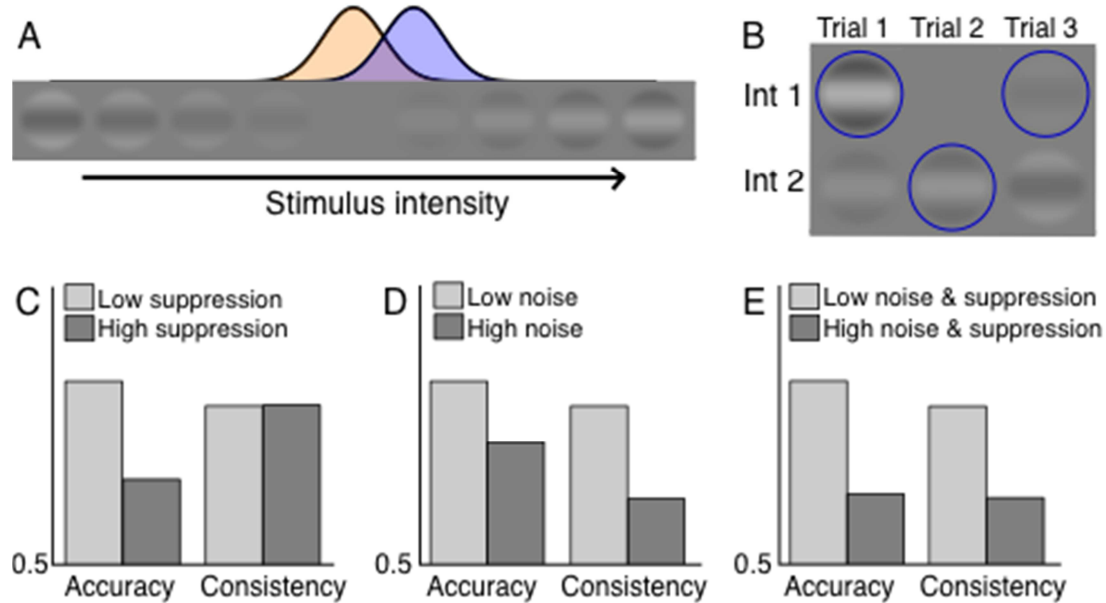 A
Stimulus intensity
B
Trial 1 Trial 2 Trial 3
Int 1
Int 2
C
Low suppression
High suppression
0.5
Accuracy Consistency
D
Low noise
High noise
0.5
Accuracy Consistency
E
Low noise & suppression
High noise & suppression
0.5
Accuracy Consistency